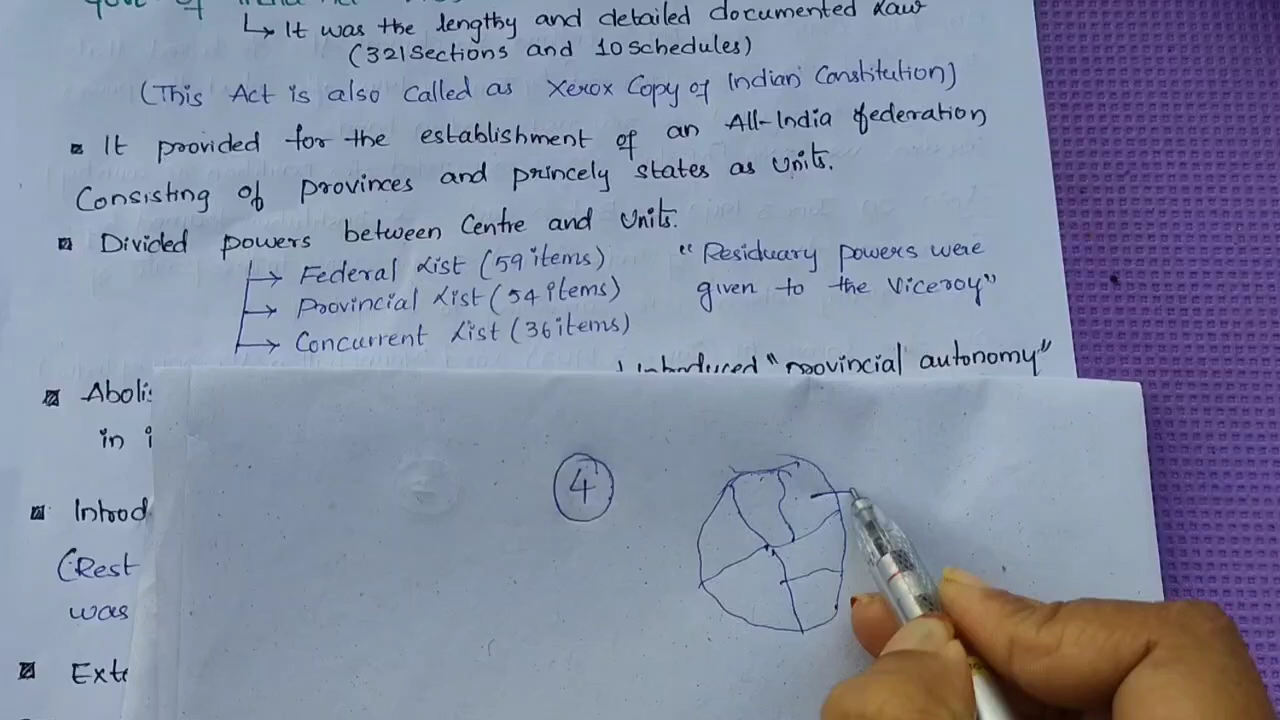 Govt of
↳ It was the lengthy and detailed documented Law
(321 Sections and 10 Schedules)
(This Act is also called as Xerox Copy of Indian Constitution)
It provided for the establishment of an All-India federation
Consisting of provinces and princely states as Units.
Divided powers between Centre and Units.
→ Federal List (59 items)
→ Provincial List (54 items)
→ Concurrent List (36 items)
"Residuary powers were
given to the Viceroy"
Introduced "provincial autonomy"
Abolis
in i
Introd
(Rest
was
Exte
4